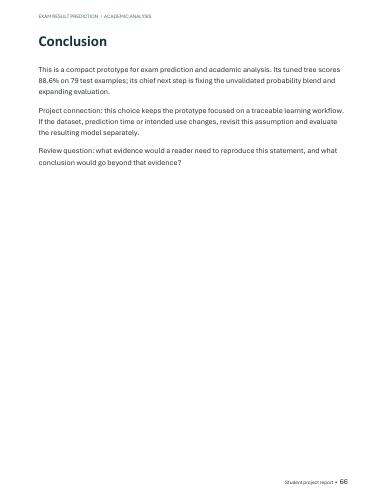 EXAM RESULT PREDICTION | ACADEMIC ANALYSIS
Conclusion
This is a compact prototype for exam prediction and academic analysis. Its tuned tree scores
88.6% on 79 test examples; its chief next step is fixing the unvalidated probability blend and
expanding evaluation.
Project connection: this choice keeps the prototype focused on a traceable learning workflow.
If the dataset, prediction time or intended use changes, revisit this assumption and evaluate
the resulting model separately.
Review question: what evidence would a reader need to reproduce this statement, and what
conclusion would go beyond that evidence?
Student project report • 66